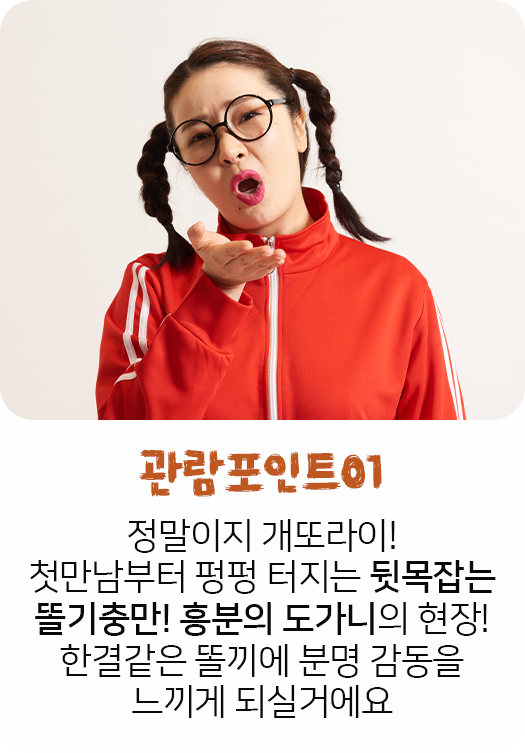 관람포인트01
정말이지 개또라이!
첫만남부터 펑펑 터지는 뒷목잡는
똘기충만! 흥분의 도가니의 현장!
한결같은 똘끼에 분명 감동을
느끼게 되실거에요